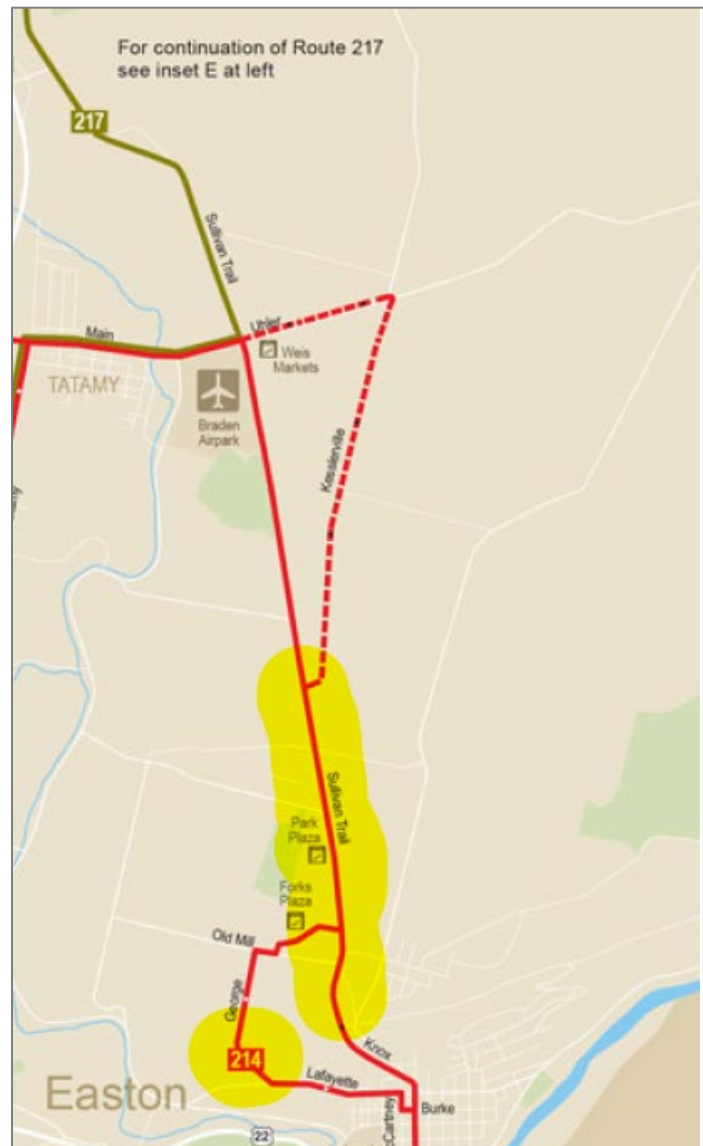 For continuation of Route 217
see inset E at left
217
Sullivan Trail
Uhler
Main
Weis
Markets
TATAMY
Braden
Airpark
Kesslerville
Sullivan Trail
Park
Plaza
Forks
Plaza
Old Mill
George
214
Knox
Lafayette
Easton
Burke
22